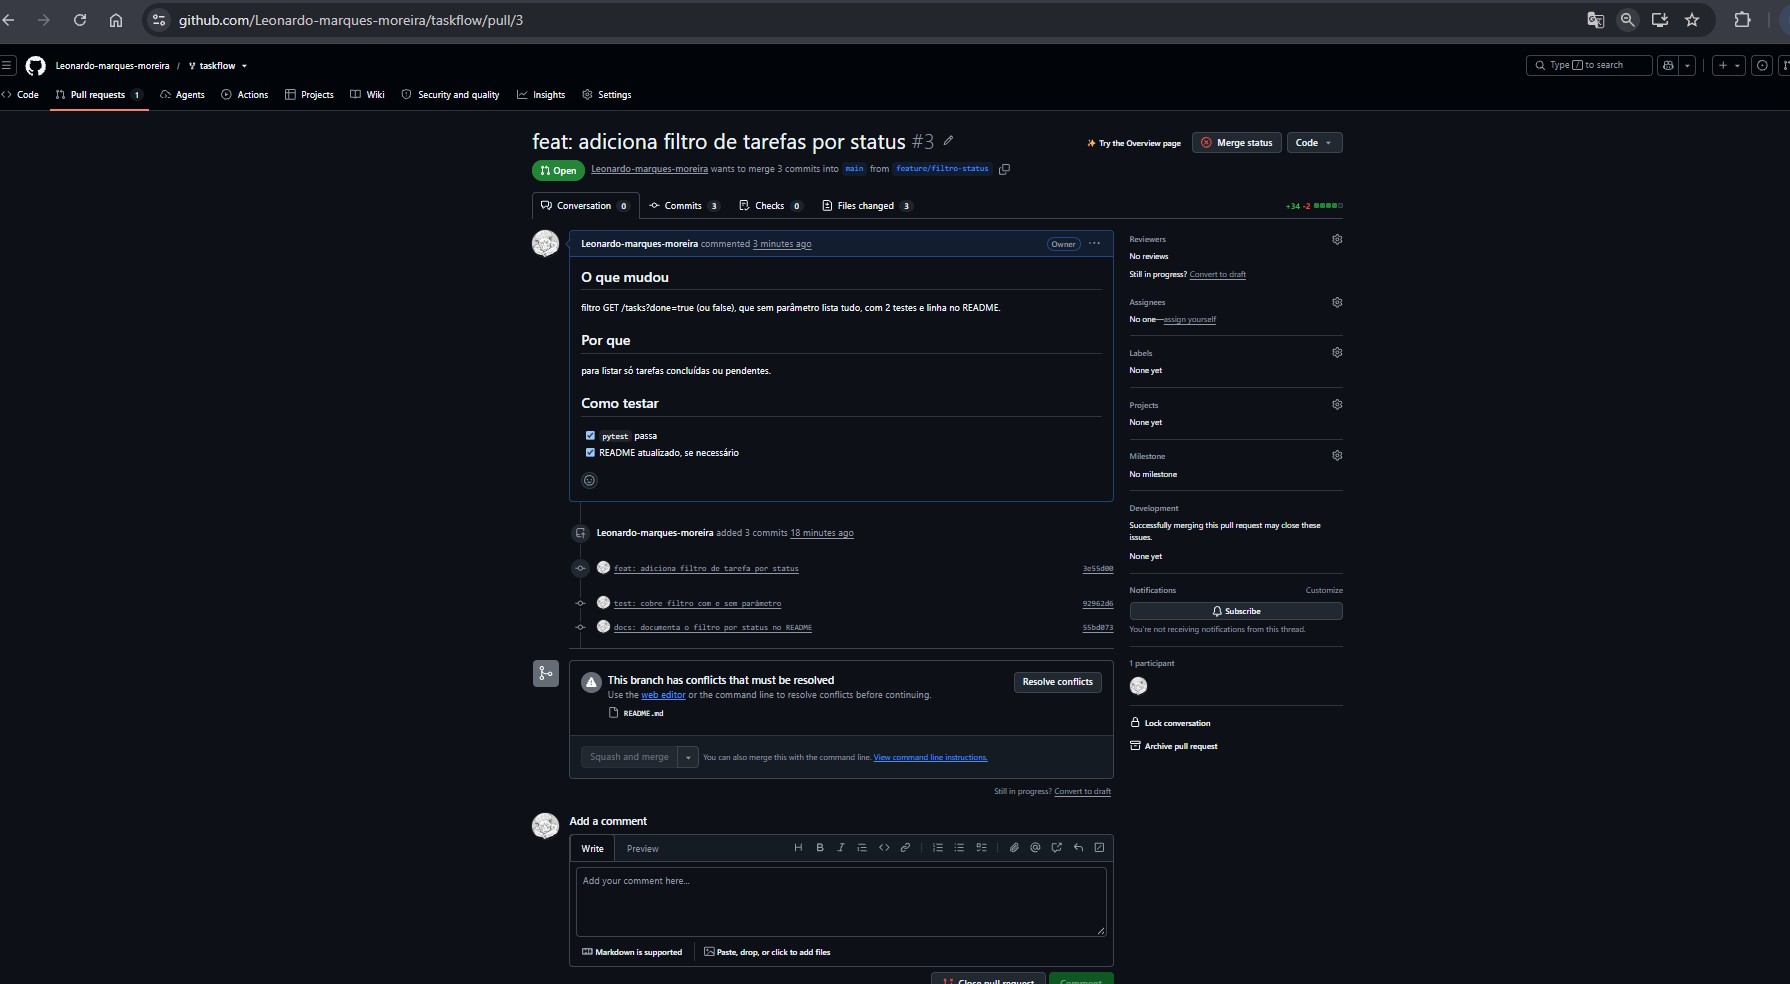 github.com/Leonardo-marques-moreira/taskflow/pull/3
Leonardo-marques-moreira / taskflow
Type / to search
Code
Pull requests 1
Agents
Actions
Projects
Wiki
Security and quality
Insights
Settings
feat: adiciona filtro de tarefas por status #3
Try the Overview page
Merge status
Code
Open
Leonardo-marques-moreira wants to merge 3 commits into main from feature/filtro-status
Conversation 0
Commits 3
Checks 0
Files changed 3
+34 -2
Leonardo-marques-moreira commented 3 minutes ago
Owner
O que mudou
filtro GET /tasks?done=true (ou false), que sem parâmetro lista tudo, com 2 testes e linha no README.
Por que
para listar só tarefas concluídas ou pendentes.
Como testar
pytest passa
README atualizado, se necessário
Leonardo-marques-moreira added 3 commits 18 minutes ago
feat: adiciona filtro de tarefa por status 3e55d00
test: cobre filtro com e sem parâmetro 92962d6
docs: documenta o filtro por status no README 55bd073
This branch has conflicts that must be resolved
Use the web editor or the command line to resolve conflicts before continuing.
README.md
Resolve conflicts
Squash and merge
You can also merge this with the command line. View command line instructions.
Still in progress? Convert to draft
Add a comment
Write
Preview
Add your comment here...
Markdown is supported
Paste, drop, or click to add files
Close pull request
Comment
Reviewers
No reviews
Still in progress? Convert to draft
Assignees
No one—assign yourself
Labels
None yet
Projects
None yet
Milestone
No milestone
Development
Successfully merging this pull request may close these
issues.
None yet
Notifications
Customize
Subscribe
You're not receiving notifications from this thread.
1 participant
Lock conversation
Archive pull request